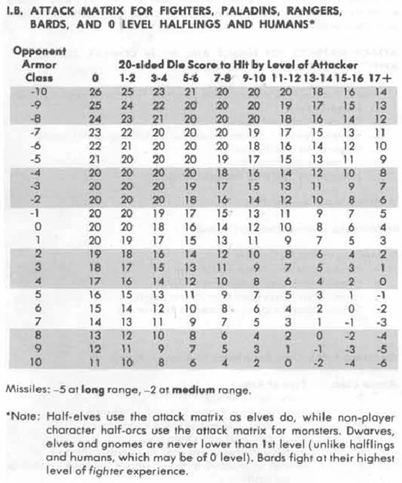 I.B. ATTACK MATRIX FOR FIGHTERS, PALADINS, RANGERS,
BARDS, AND 0 LEVEL HALFLINGS AND HUMANS*
Opponent
Armor 20-sided Die Score to Hit by Level of Attacker
Class 0 1-2 3-4 5-6 7-8 9-10 11-12 13-14 15-16 17+
-10 26 25 23 21 20 20 20 18 16 14
-9 25 24 22 20 20 20 19 17 15 13
-8 24 23 21 20 20 20 18 16 14 12
-7 23 22 20 20 20 19 17 15 13 11
-6 22 21 20 20 20 18 16 14 12 10
-5 21 20 20 20 19 17 15 13 11 9
-4 20 20 20 20 18 16 14 12 10 8
-3 20 20 20 19 17 15 13 11 9 7
-2 20 20 20 18 16 14 12 10 8 6
-1 20 20 19 17 15 13 11 9 7 5
0 20 20 18 16 14 12 10 8 6 4
1 20 19 17 15 13 11 9 7 5 3
2 19 18 16 14 12 10 8 6 4 2
3 18 17 15 13 11 9 7 5 3 1
4 17 16 14 12 10 8 6 4 2 0
5 16 15 13 11 9 7 5 3 1 -1
6 15 14 12 10 8 6 4 2 0 -2
7 14 13 11 9 7 5 3 1 -1 -3
8 13 12 10 8 6 4 2 0 -2 -4
9 12 11 9 7 5 3 1 -1 -3 -5
10 11 10 8 6 4 2 0 -2 -4 -6
Missiles: -5 at long range, -2 at medium range.
*Note: Half-elves use the attack matrix as elves do, while non-player
character half-orcs use the attack matrix for monsters. Dwarves,
elves and gnomes are never lower than 1st level (unlike halflings
and humans, which may be of 0 level). Bards fight at their highest
level of fighter experience.